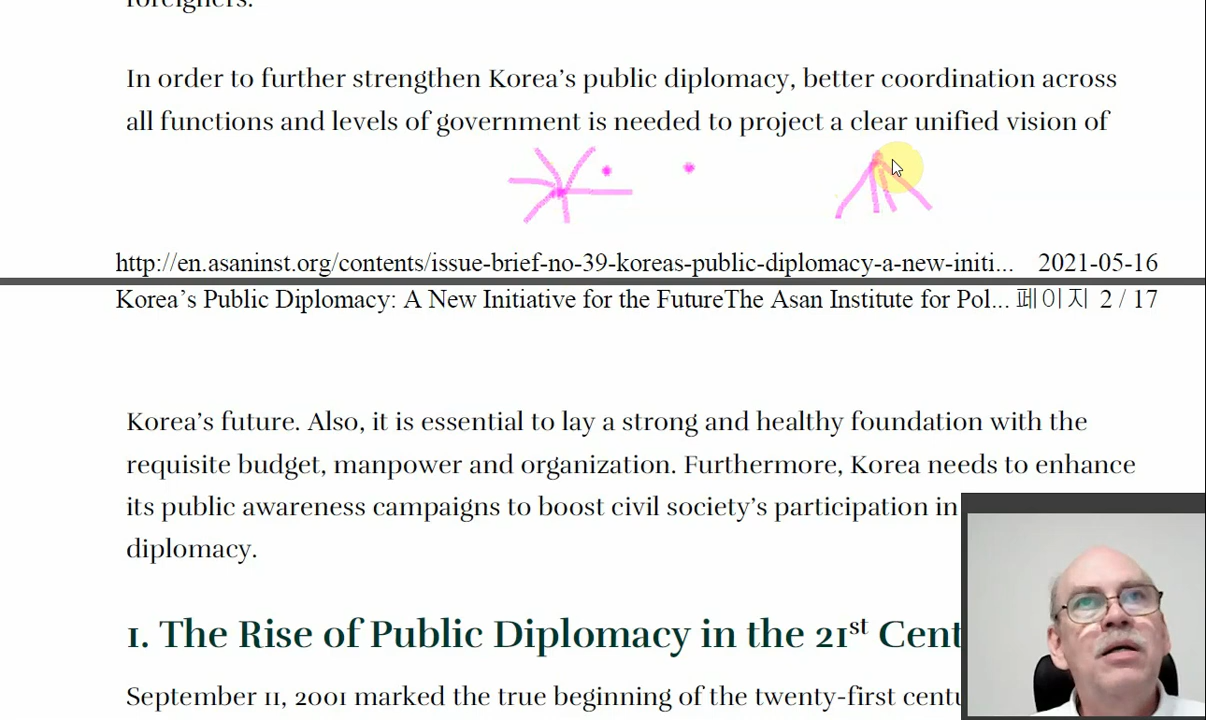 foreigners.
In order to further strengthen Korea's public diplomacy, better coordination across
all functions and levels of government is needed to project a clear unified vision of
http://en.asaninst.org/contents/issue-brief-no-39-koreas-public-diplomacy-a-new-initi... 2021-05-16
Korea's Public Diplomacy: A New Initiative for the FutureThe Asan Institute for Pol... 페이지 2 / 17
Korea's future. Also, it is essential to lay a strong and healthy foundation with the
requisite budget, manpower and organization. Furthermore, Korea needs to enhance
its public awareness campaigns to boost civil society's participation in
diplomacy.
1. The Rise of Public Diplomacy in the 21st Cent
September 11, 2001 marked the true beginning of the twenty-first centu